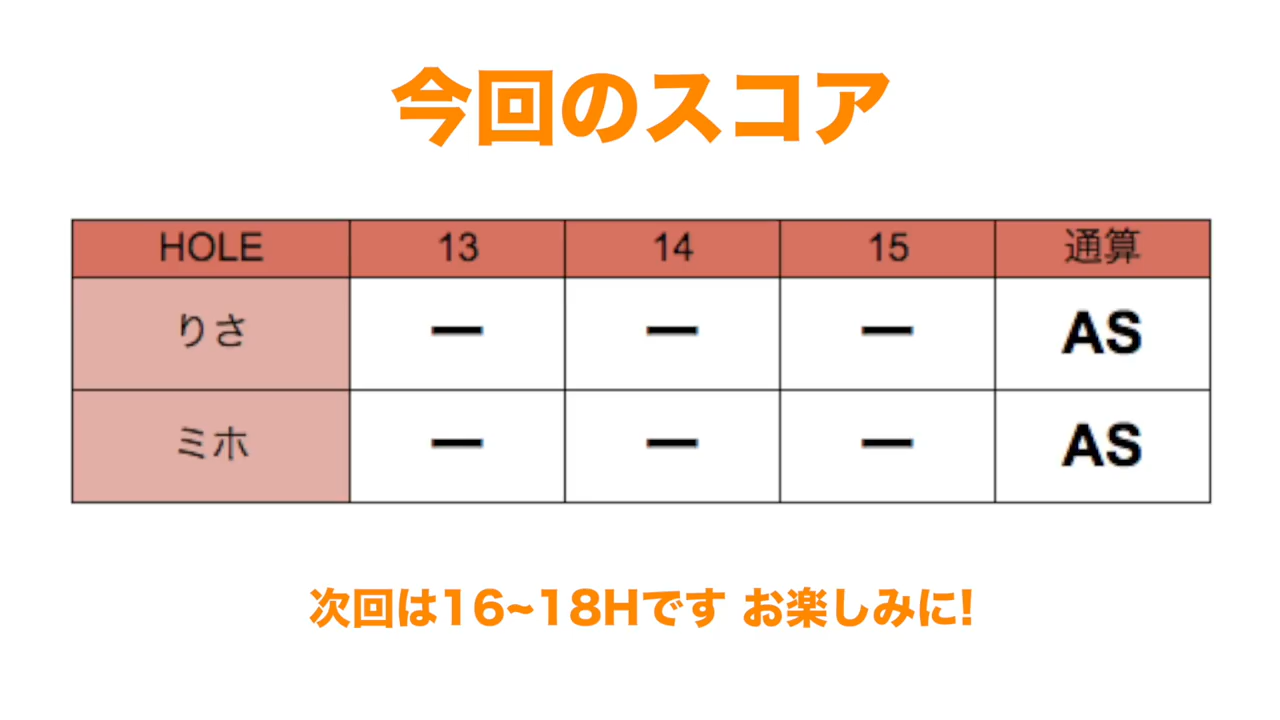 今回のスコア
HOLE 13 14 15 通算
りさ ー ー ー AS
ミホ ー ー ー AS
次回は16~18Hです お楽しみに!